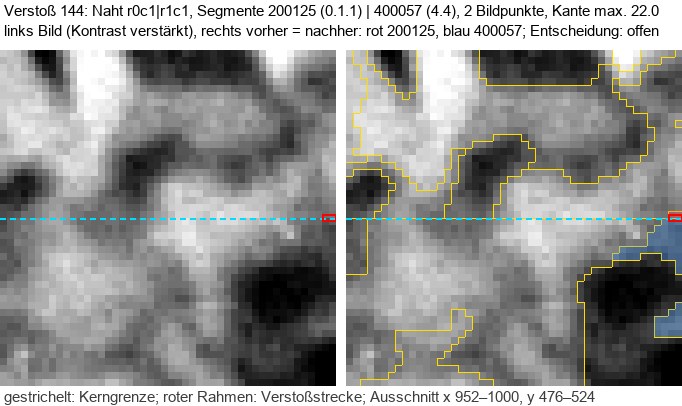 Verstoß 144: Naht r0c1|r1c1, Segmente 200125 (0.1.1) | 400057 (4.4), 2 Bildpunkte, Kante max. 22.0
links Bild (Kontrast verstärkt), rechts vorher = nachher: rot 200125, blau 400057; Entscheidung: offen
gestrichelt: Kerngrenze; roter Rahmen: Verstoßstrecke; Ausschnitt x 952–1000, y 476–524